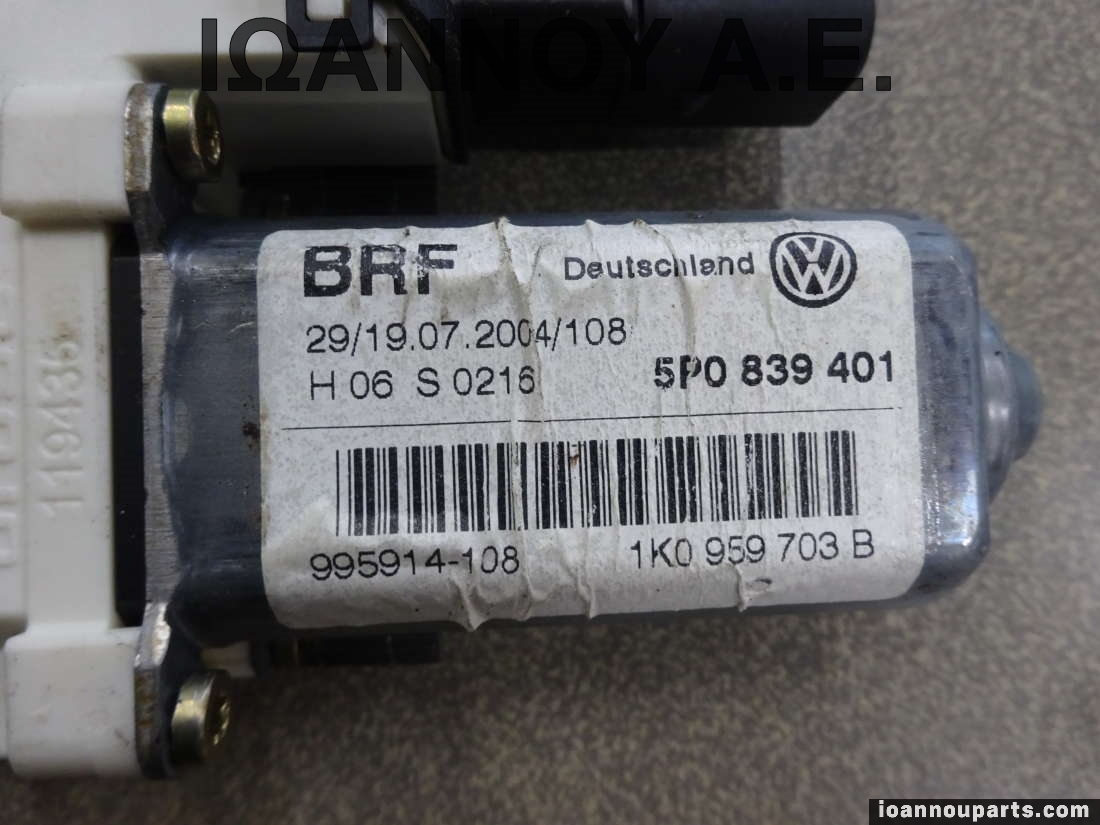 ΙΩΑΝΝΟΥ Α.Ε.
BRF
Deutschland
29/19.07.2004/108
H 06 S 0216
5P0 839 401
995914-108
1K0 959 703 B
119436
ioannouparts.com